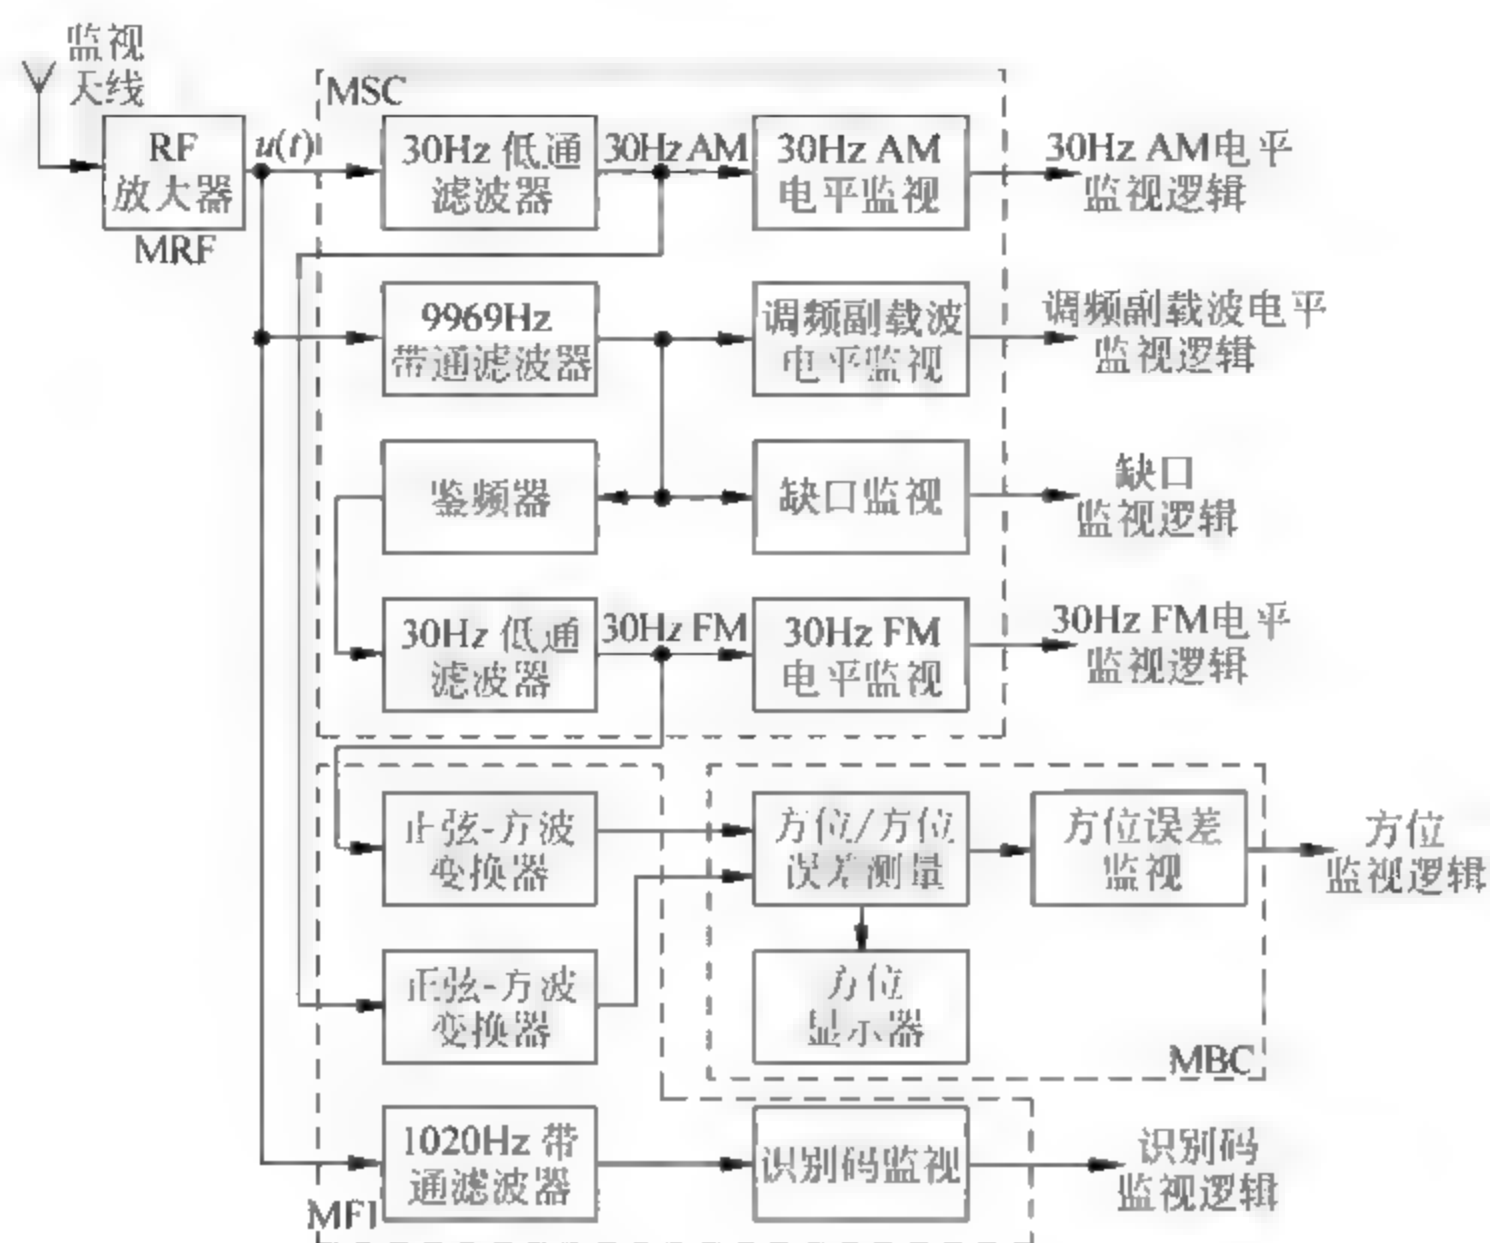 监视
天线
MSC
RF
放大器
MRF
u(t)
30Hz 低通
滤波器
30Hz AM
30Hz AM
电平监视
30Hz AM电平
监视逻辑
9969Hz
带通滤波器
调频副载波
电平监视
调频副载波电平
监视逻辑
鉴频器
缺口监视
缺口
监视逻辑
30Hz 低通
滤波器
30Hz FM
30Hz FM
电平监视
30Hz FM电平
监视逻辑
正弦-方波
变换器
方位/方位
误差测量
方位误差
监视
方位
监视逻辑
正弦-方波
变换器
方位
显示器
MBC
1020Hz 带
通滤波器
识别码监视
识别码
监视逻辑
MFI